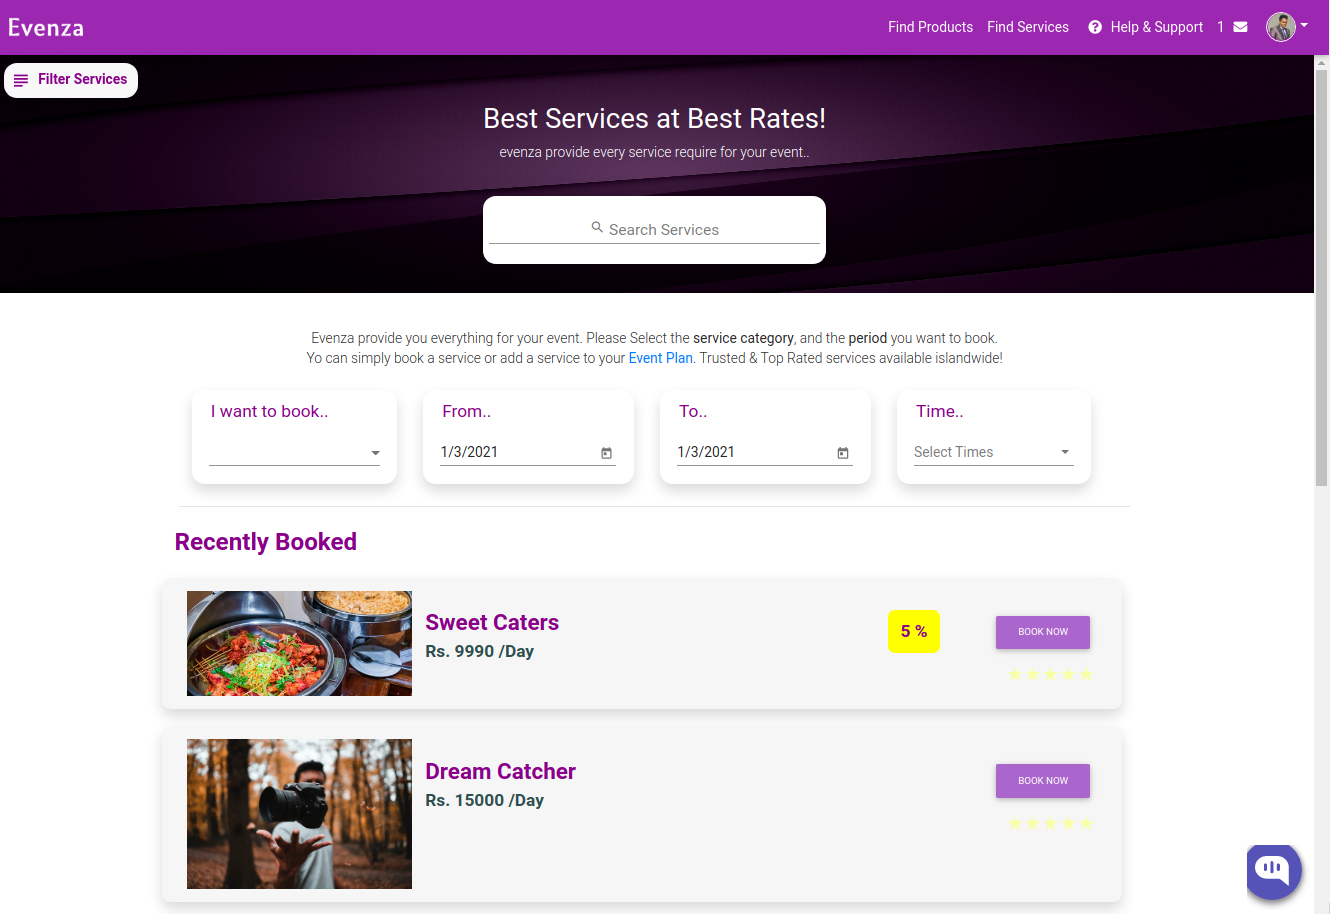 Evenza
Find Products
Find Services
Help & Support
1
Filter Services
Best Services at Best Rates!
evenza provide every service require for your event..
Search Services
Evenza provide you everything for your event. Please Select the service category, and the period you want to book.
Yo can simply book a service or add a service to your Event Plan. Trusted & Top Rated services available islandwide!
I want to book..
From..
To..
Time..
1/3/2021
1/3/2021
Select Times
Recently Booked
Sweet Caters
Rs. 9990 /Day
5 %
BOOK NOW
Dream Catcher
Rs. 15000 /Day
BOOK NOW